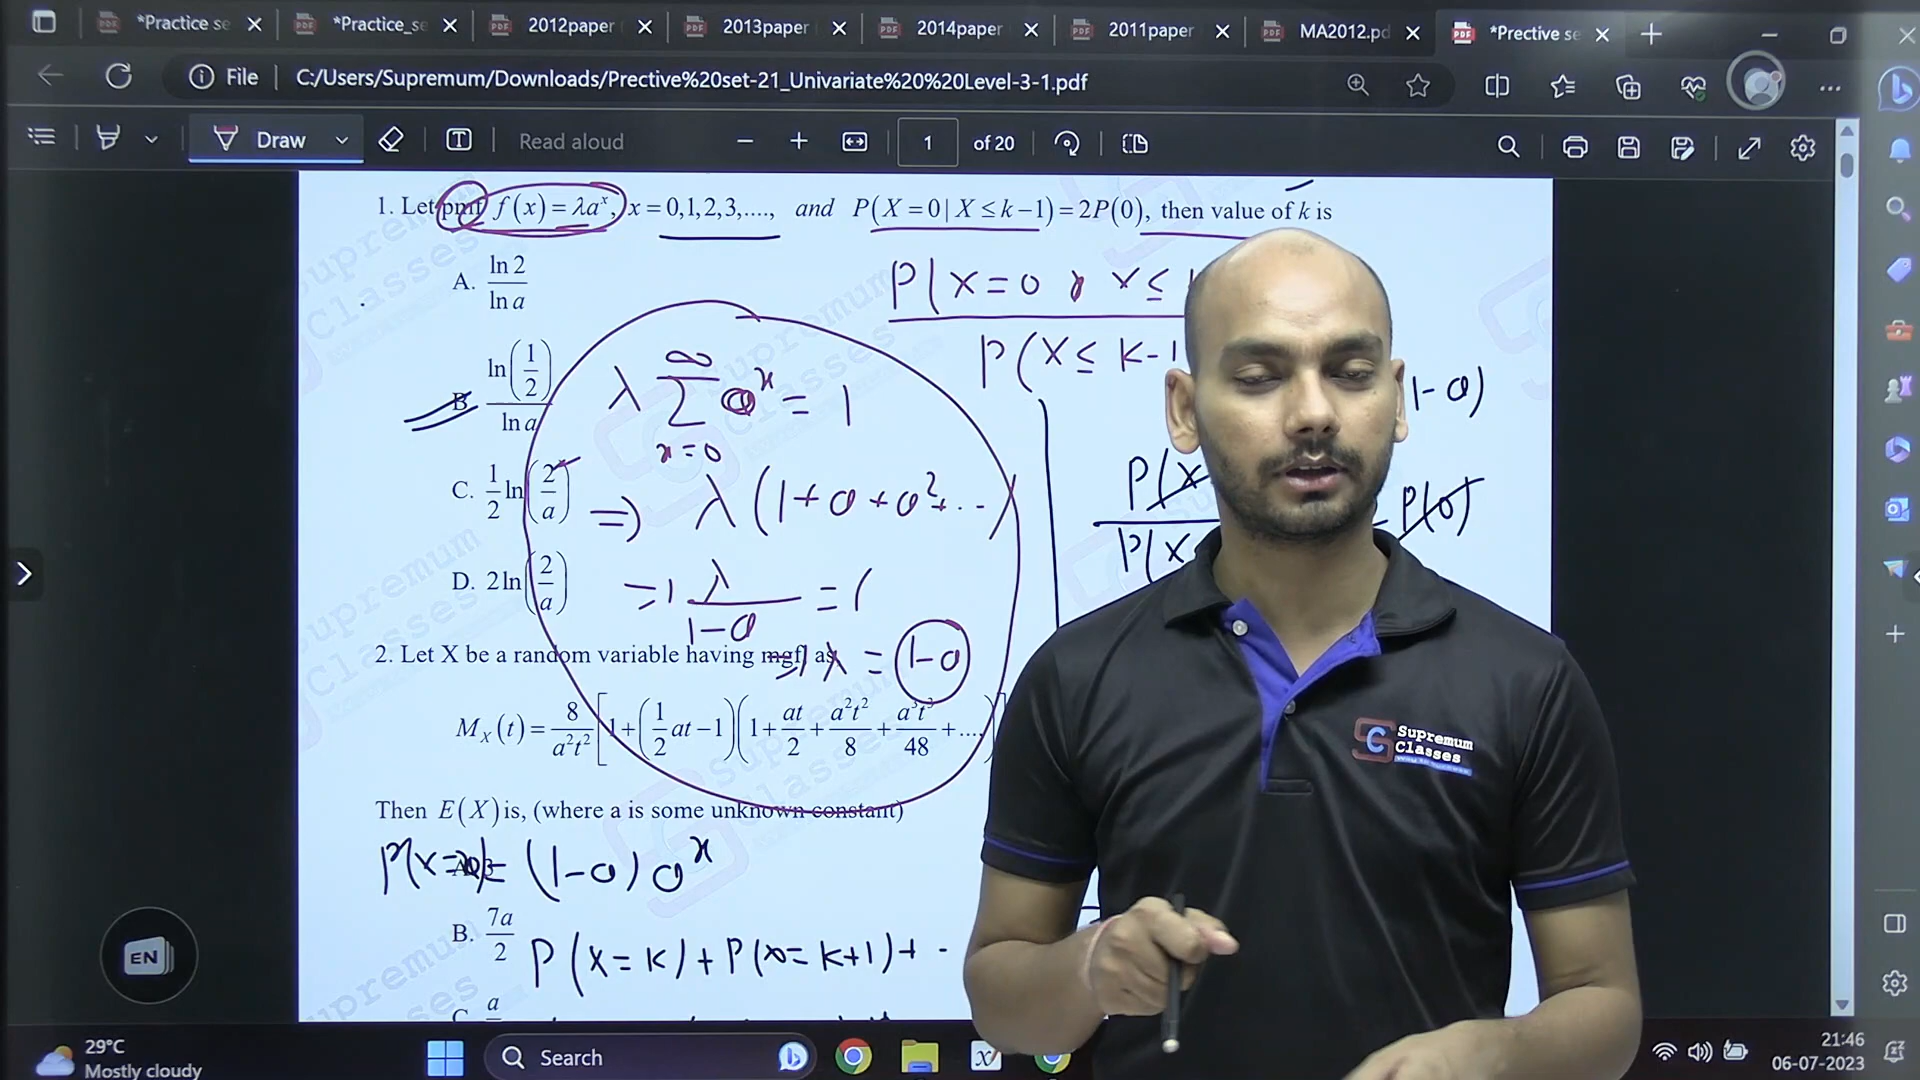 *Practice se
*Practice_se
2012paper
2013paper
2014paper
2011paper
MA2012.pd
*Prective se
File C:/Users/Supremum/Downloads/Prective%20set-21_Univariate%20%20Level-3-1.pdf
Draw
Read aloud
1 of 20
1. Let pmf f(x) = λaˣ, x = 0,1,2,3,...., and P(X = 0 | X ≤ k−1) = 2P(0), then value of k is
A. ln 2 / ln a
P(X = 0
X ≤
B. ln(1/2) / ln a
P(X ≤ K-1
λ ∑ x=0 ∞ aˣ = 1
1-a)
C. 1/2 ln(2/a)
⇒ λ(1+a+a²+...)
P(X
P(X≤
P(0)
D. 2 ln(2/a)
⇒ λ/1-a = 1
2. Let X be a random variable having mgf as
⇒ λ = 1-a
M_X(t) = 8/a²t² [1+(1/2 at −1)(1+ at/2 + a²t²/8 + a³t³/48 +....)]
Then E(X) is, (where a is some unknown constant)
= (1-a) aˣ
B. 7a/2
P(X=K) + P(X=K+1) +
C. a
Supremum
Classes
EN
29°C
Mostly cloudy
Search
21:46
06-07-2023